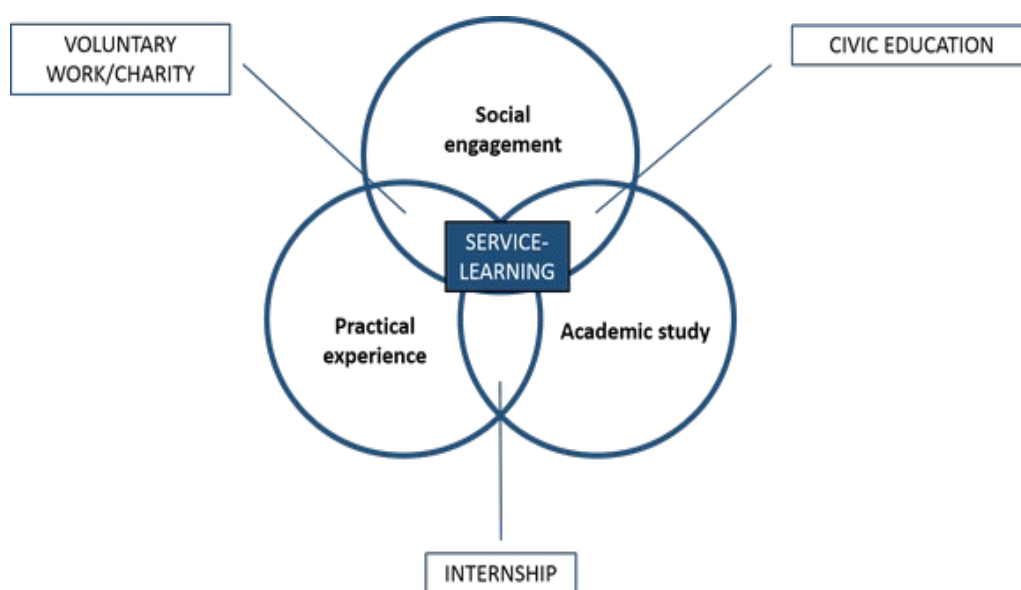 VOLUNTARY
WORK/CHARITY
CIVIC EDUCATION
Social
engagement
SERVICE-
LEARNING
Practical
experience
Academic study
INTERNSHIP